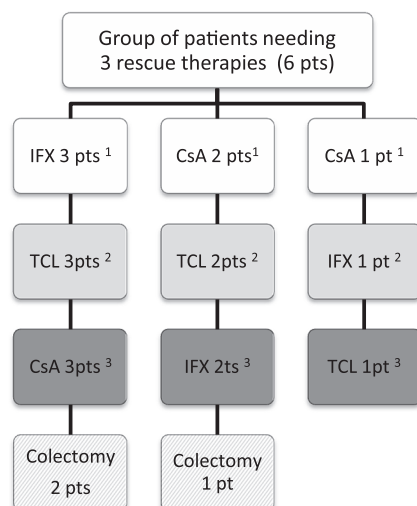 Group of patients needing
3 rescue therapies (6 pts)
IFX 3 pts ¹
CsA 2 pts¹
CsA 1 pt ¹
TCL 3pts ²
TCL 2pts ²
IFX 1 pt ²
CsA 3pts ³
IFX 2ts ³
TCL 1pt ³
Colectomy
2 pts
Colectomy
1 pt